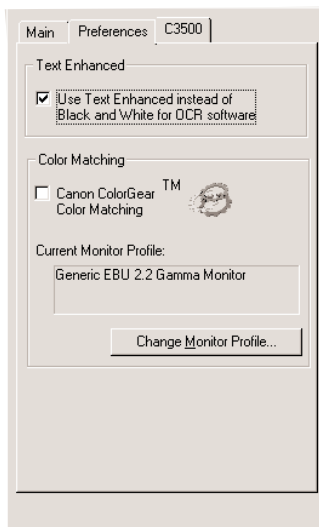 Main Preferences C3500
Text Enhanced
Use Text Enhanced instead of
Black and White for OCR software
Color Matching
Canon ColorGear TM
Color Matching
Current Monitor Profile:
Generic EBU 2.2 Gamma Monitor
Change Monitor Profile...